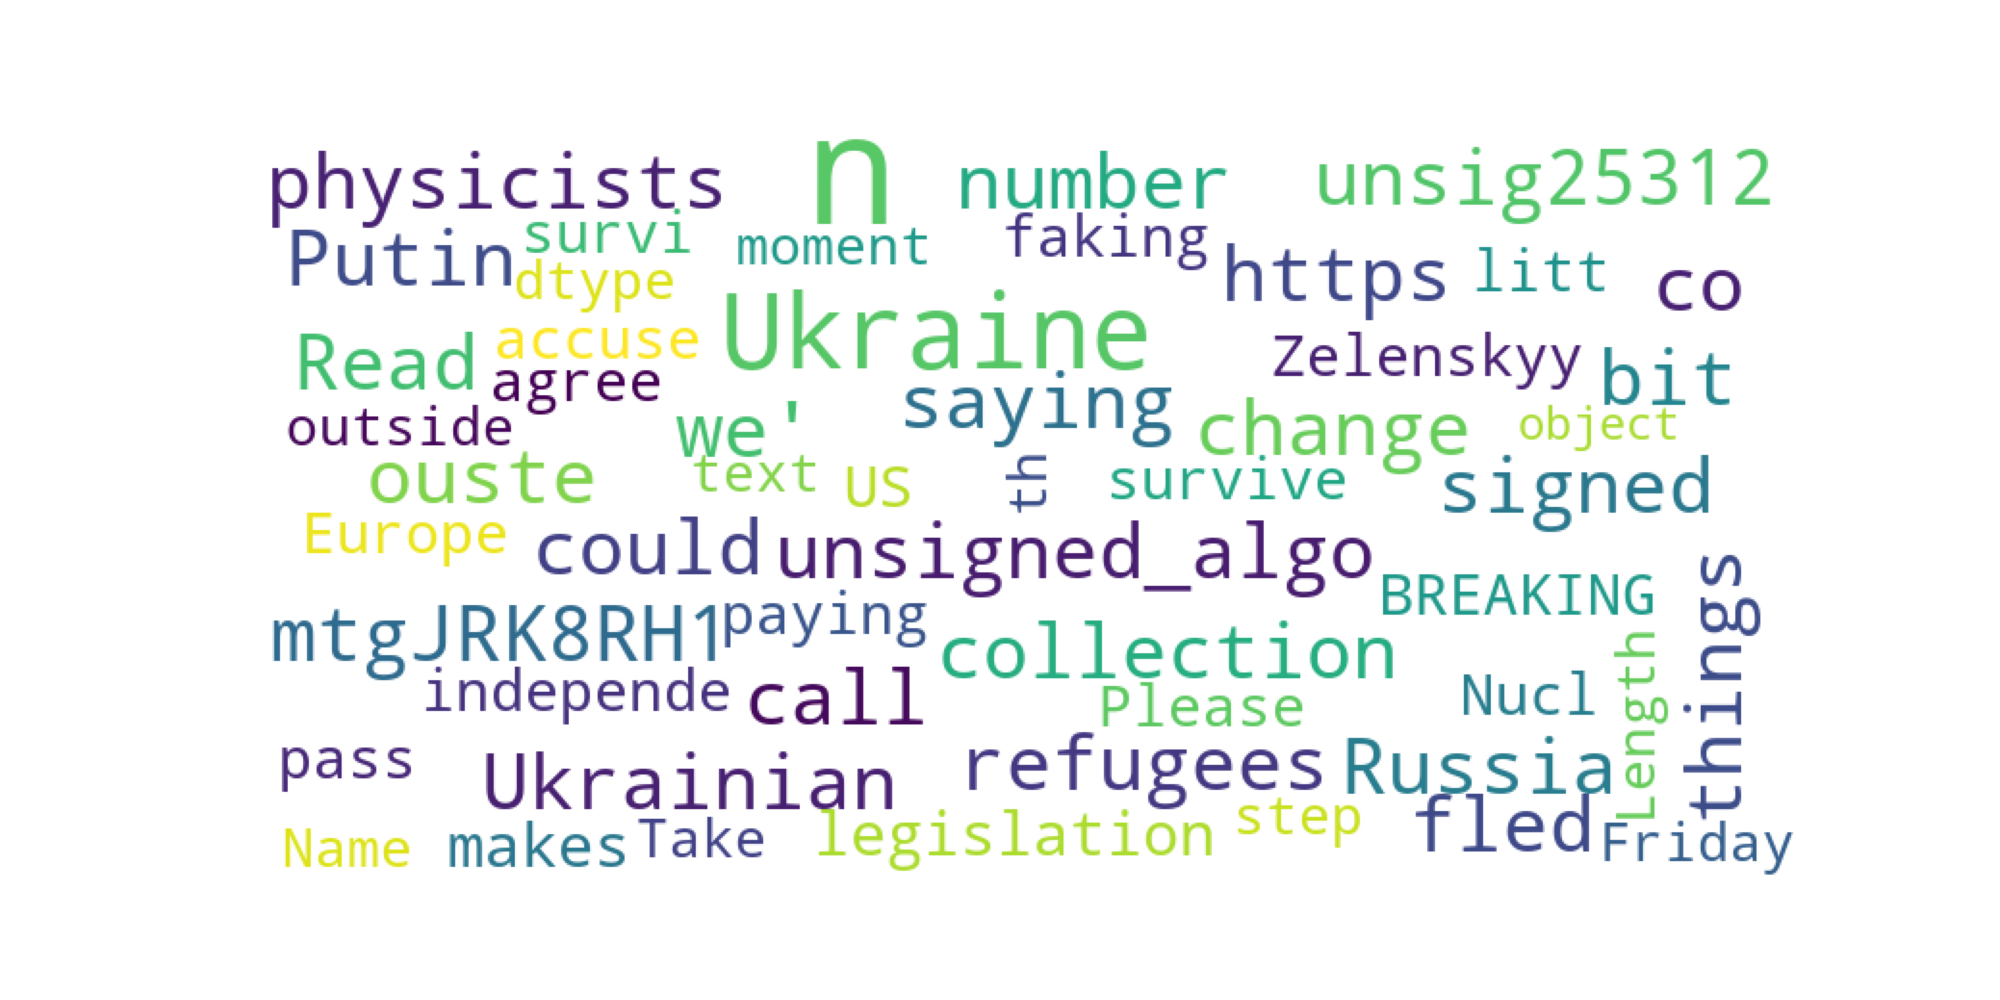 physicists n number unsig25312
Putin survi moment faking https litt co
dtype
Read accuse Ukraine Zelenskyy bit
agree saying
outside we' change object
ouste text US th survive signed
Europe could unsigned_algo BREAKING things
mtgJRK8RH1 paying collection Length
independe call Please Nucl
pass Ukrainian refugees Russia
Name makes Take legislation step fled Friday